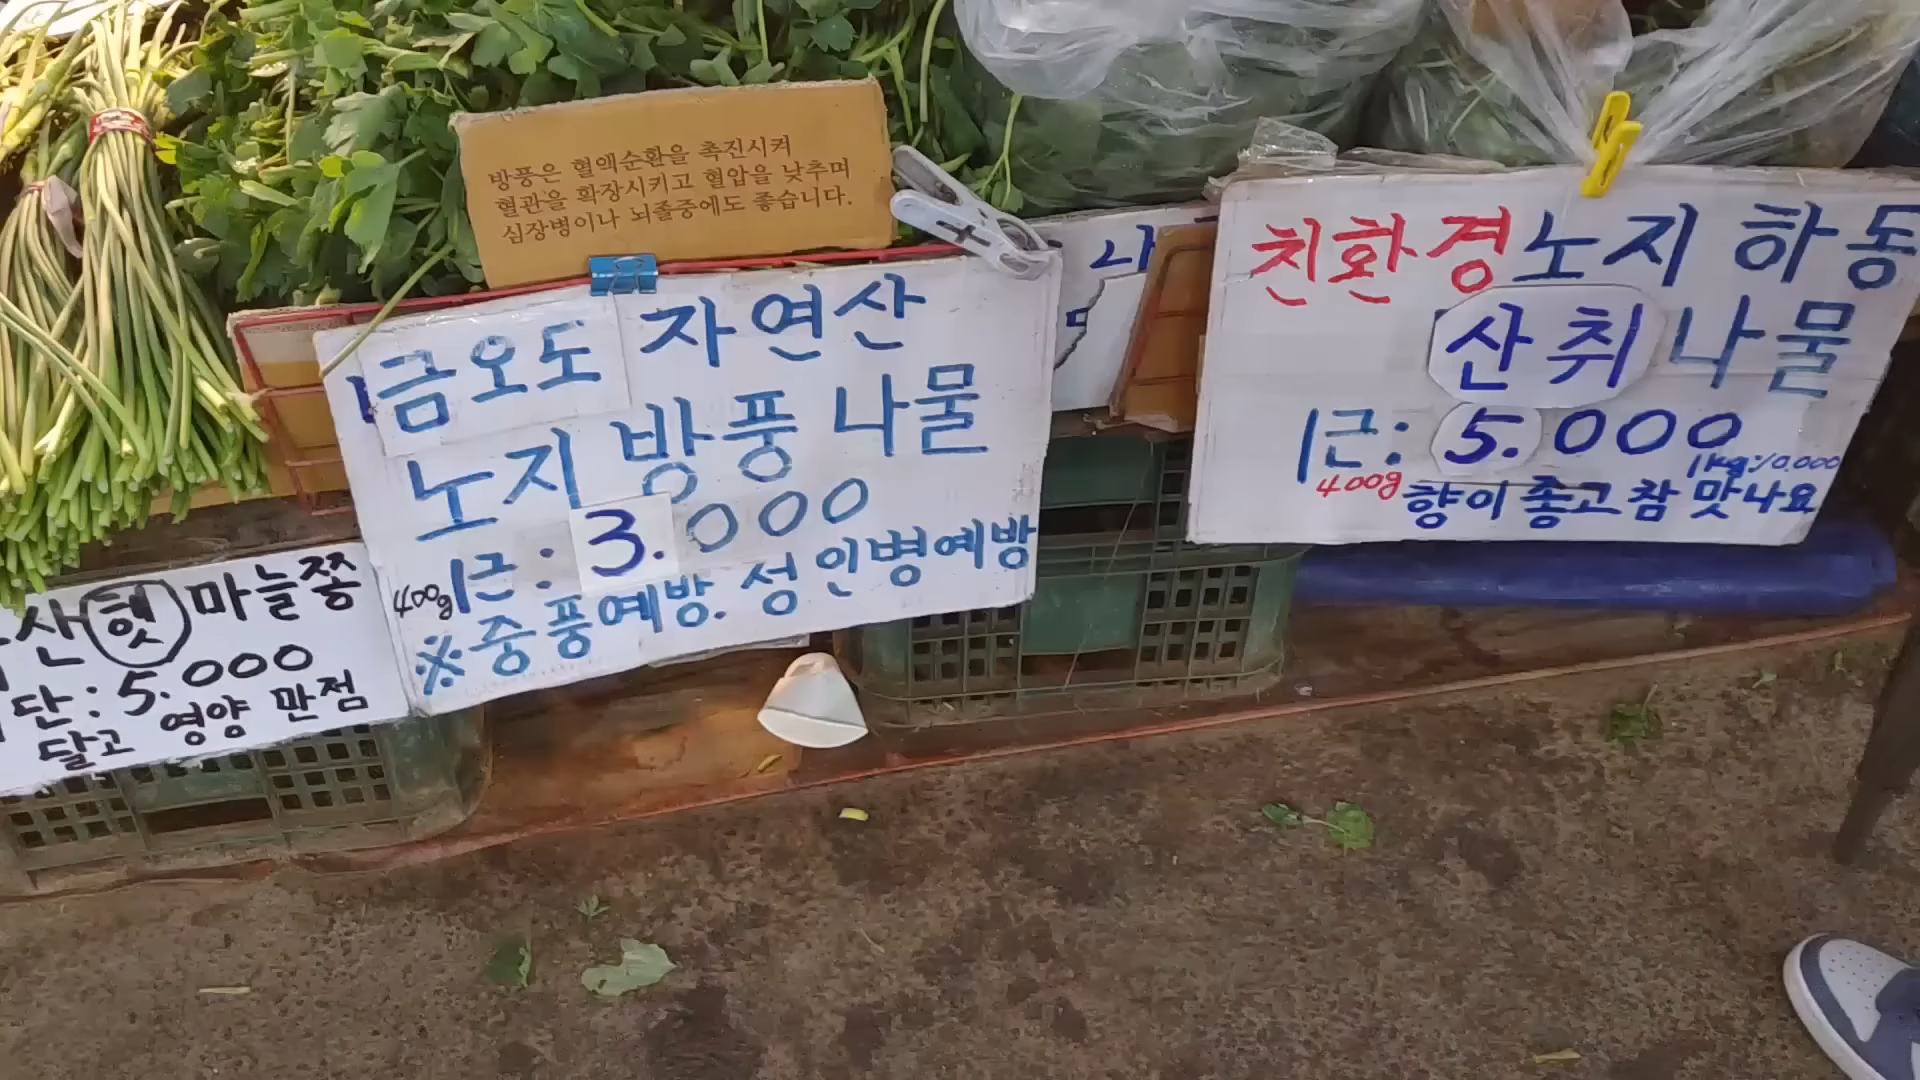 방풍은 혈액순환을 촉진시켜
혈관을 확장시키고 혈압을 낮추며
심장병이나 뇌졸중에도 좋습니다.
금오도 자연산
노지 방풍나물
400g 1근: 3.000
※중풍예방. 성인병예방
친환경노지 하동
산취나물
1근: 5.000
400g 1kg:10.000
향이 좋고 참 맛나요
산 햇 마늘쫑
단: 5.000
달고 영양 만점
나